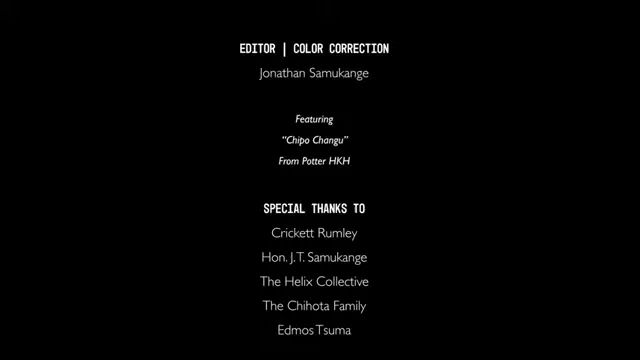 EDITOR | COLOR CORRECTION
Jonathan Samukange
Featuring
“Chipo Changu”
From Potter HKH
SPECIAL THANKS TO
Crickett Rumley
Hon. J.T. Samukange
The Helix Collective
The Chihota Family
Edmos Tsuma